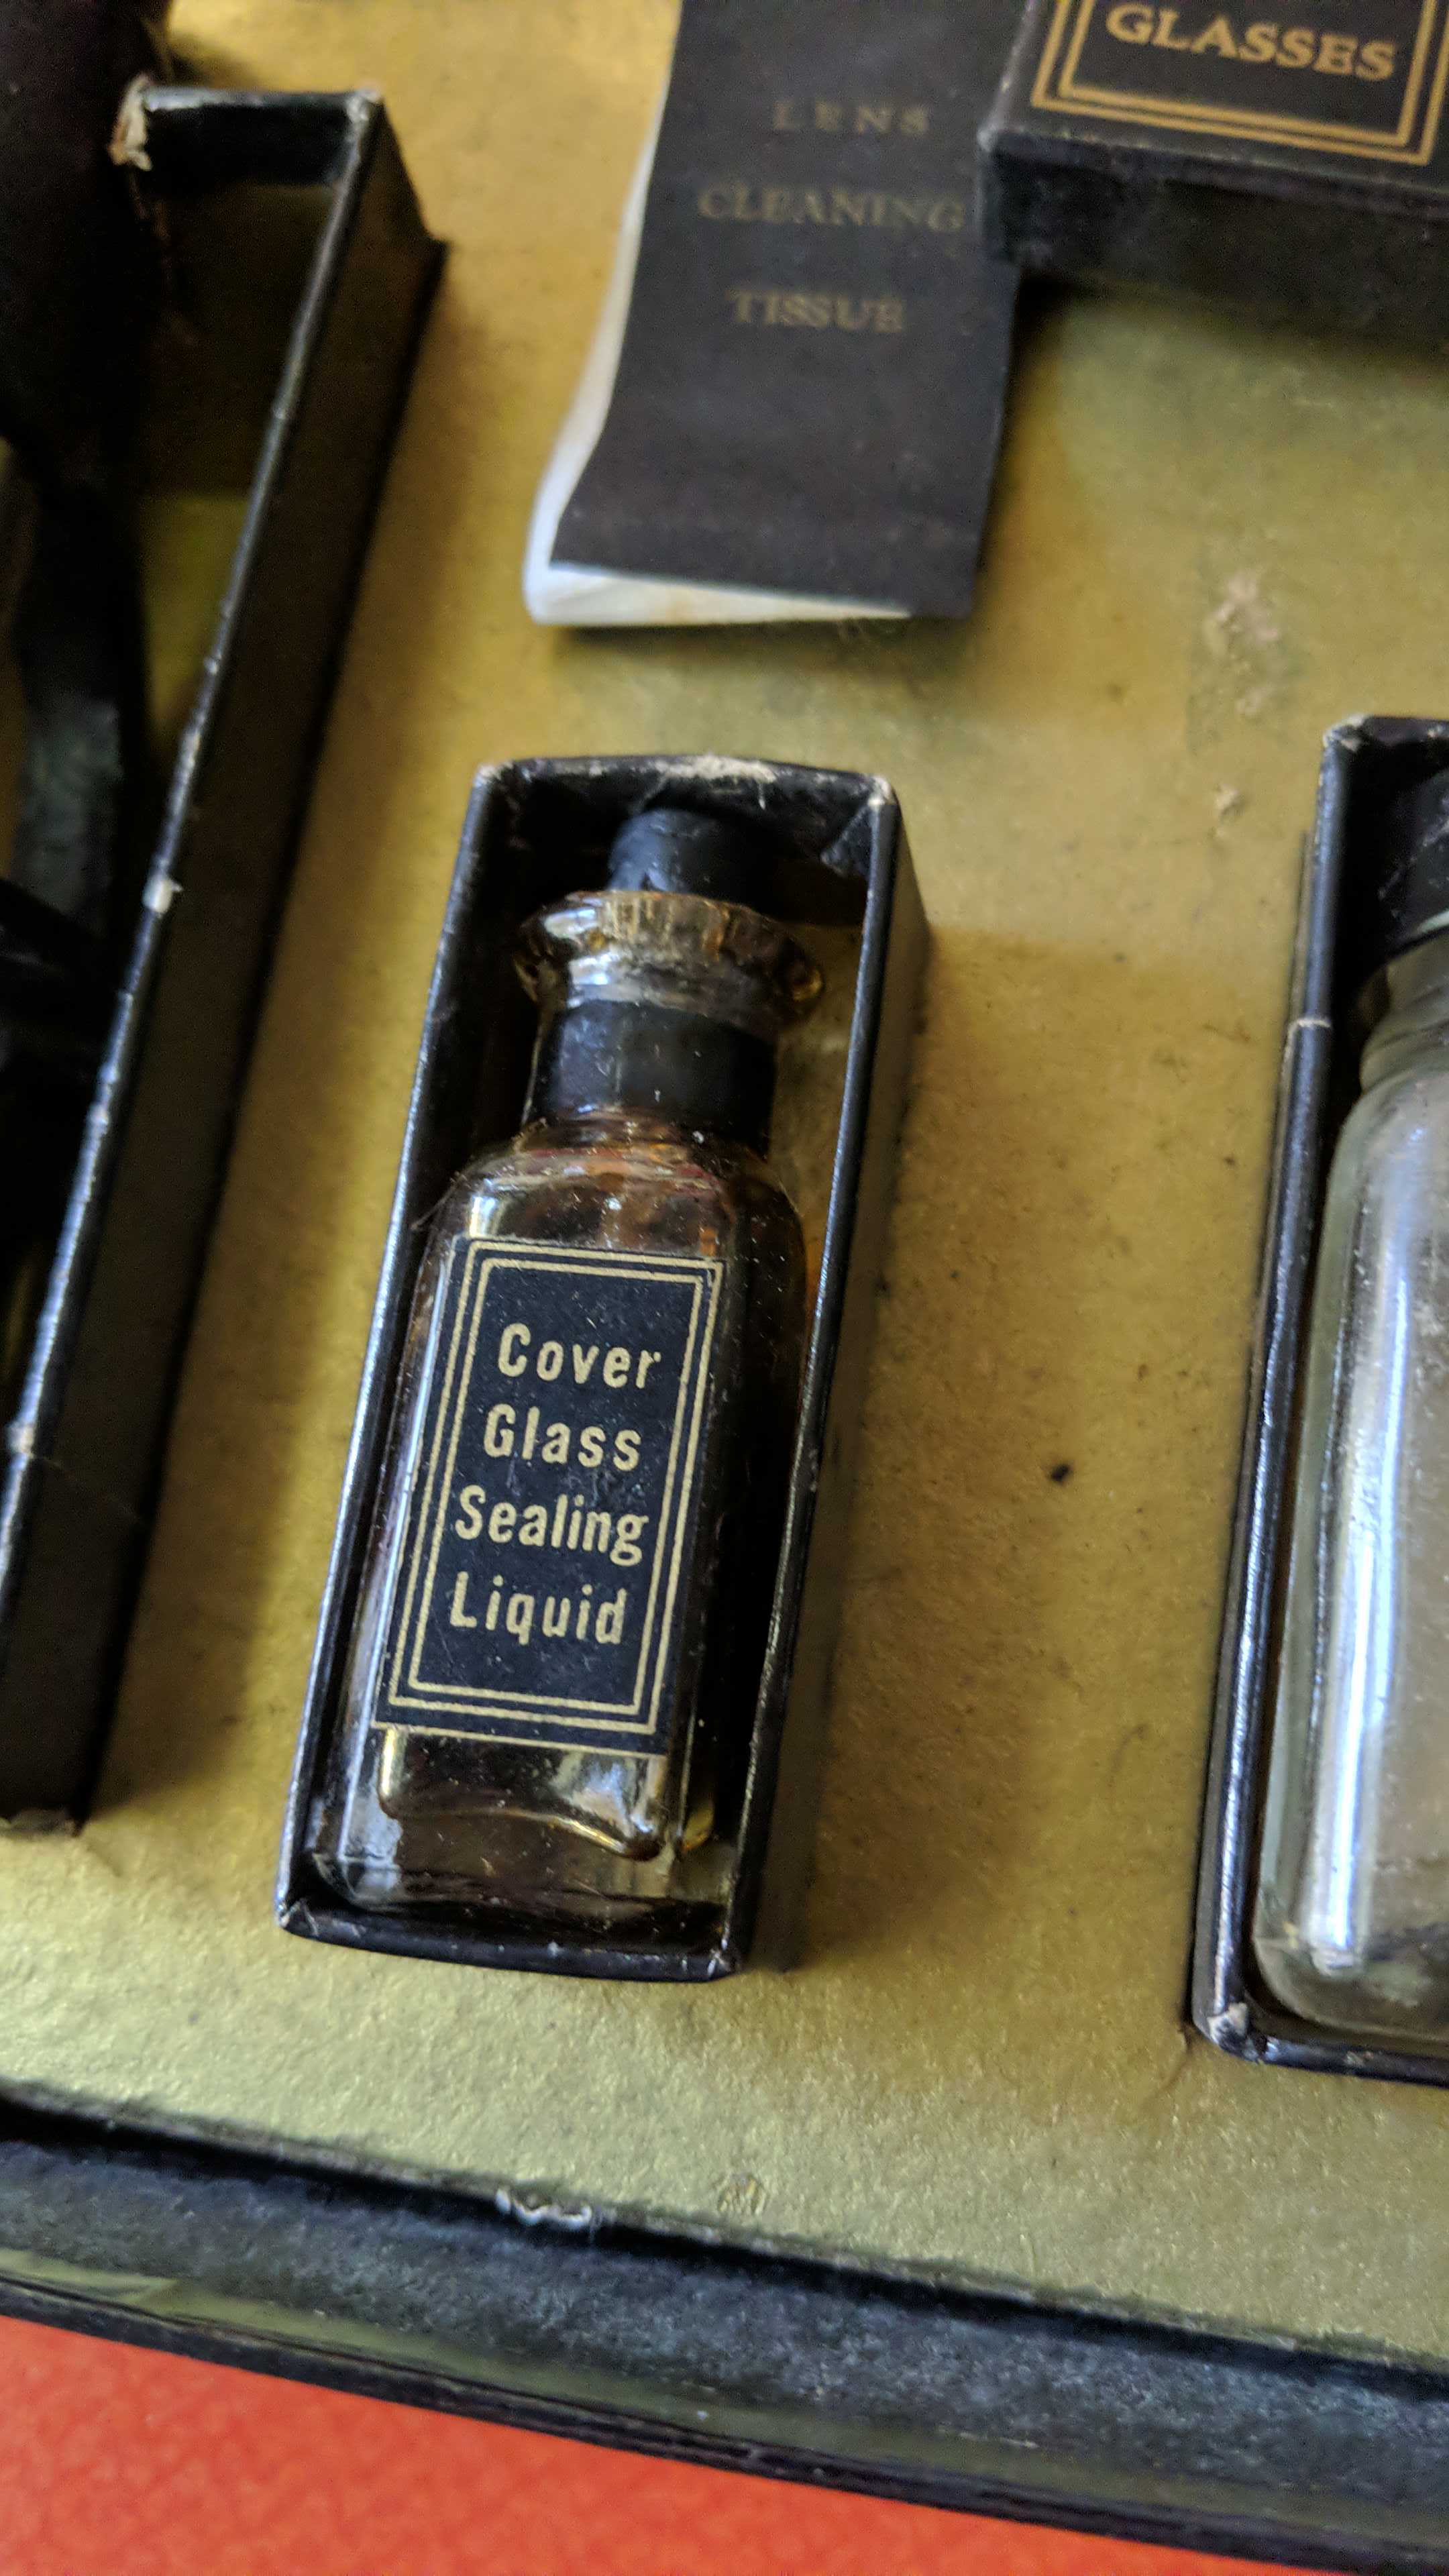 GLASSES
LENS
CLEANING
TISSUE
Cover
Glass
Sealing
Liquid